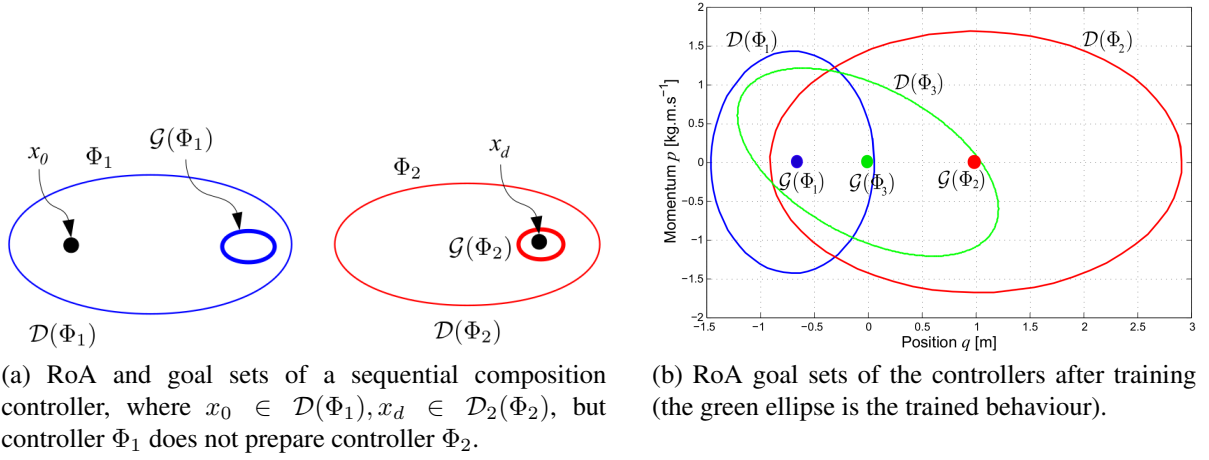 x₀
Φ₁
𝒢(Φ₁)
𝒟(Φ₁)
x_d
Φ₂
𝒢(Φ₂)
𝒟(Φ₂)
(a) RoA and goal sets of a sequential composition
controller, where x₀ ∈ 𝒟(Φ₁), x_d ∈ 𝒟₂(Φ₂), but
controller Φ₁ does not prepare controller Φ₂.
2
1.5
1
0.5
0
-0.5
-1
-1.5
-2
Momentum p [kg.m.s⁻¹]
𝒟(Φ₁)
𝒟(Φ₂)
𝒟(Φ₃)
𝒢(Φ₁)
𝒢(Φ₃)
𝒢(Φ₂)
-1.5 -1 -0.5 0 0.5 1 1.5 2 2.5 3
Position q [m]
(b) RoA goal sets of the controllers after training
(the green ellipse is the trained behaviour).